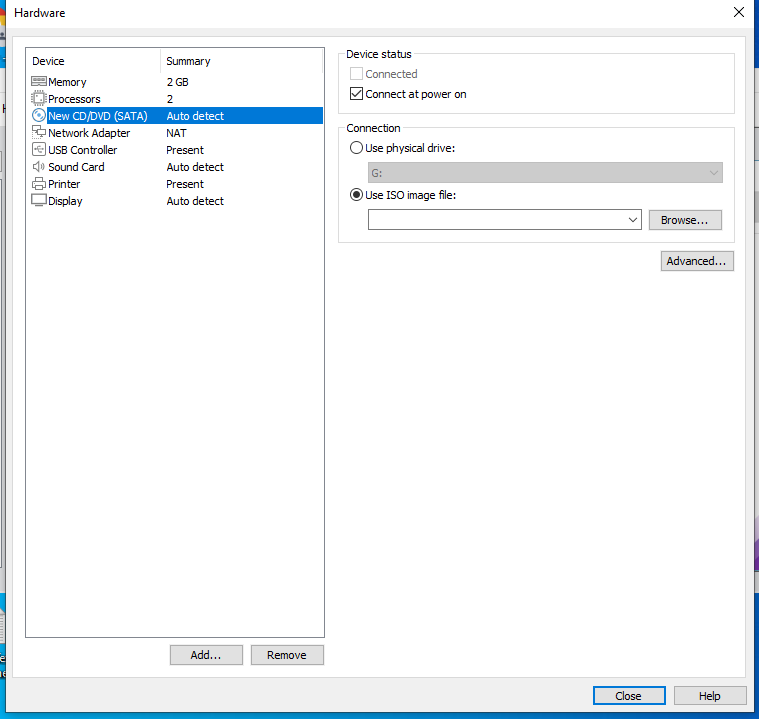 Hardware
Device Summary
Memory 2 GB
Processors 2
New CD/DVD (SATA) Auto detect
Network Adapter NAT
USB Controller Present
Sound Card Auto detect
Printer Present
Display Auto detect
Add...
Remove
Device status
Connected
Connect at power on
Connection
Use physical drive:
G:
Use ISO image file:
Browse...
Advanced...
Close
Help